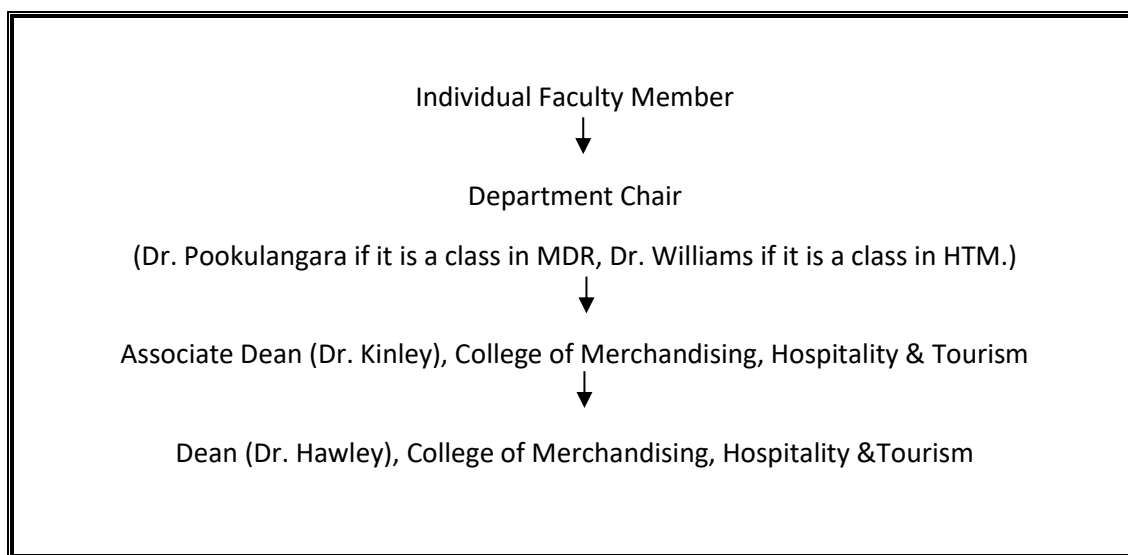 Individual Faculty Member
Department Chair
(Dr. Pookulangara if it is a class in MDR, Dr. Williams if it is a class in HTM.)
Associate Dean (Dr. Kinley), College of Merchandising, Hospitality & Tourism
Dean (Dr. Hawley), College of Merchandising, Hospitality &Tourism